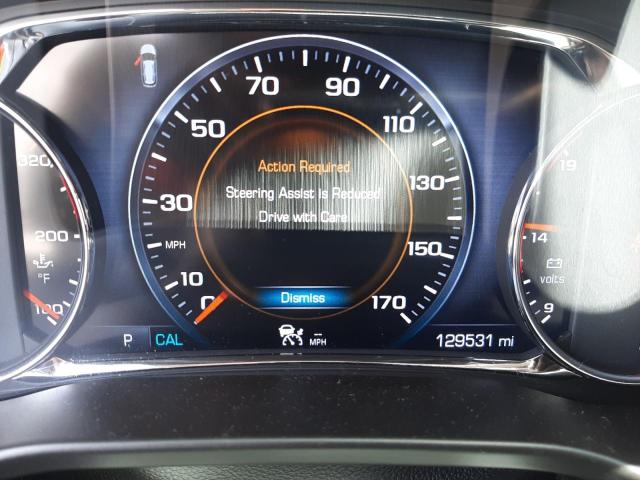 70 90
50 110
320 19
Action Required
Steering Assist Is Reduced
30 130
Drive with Care
200 14
MPH 150
°F volts
10 Dismiss
100 0 170 9
P CAL -- MPH 129531 mi